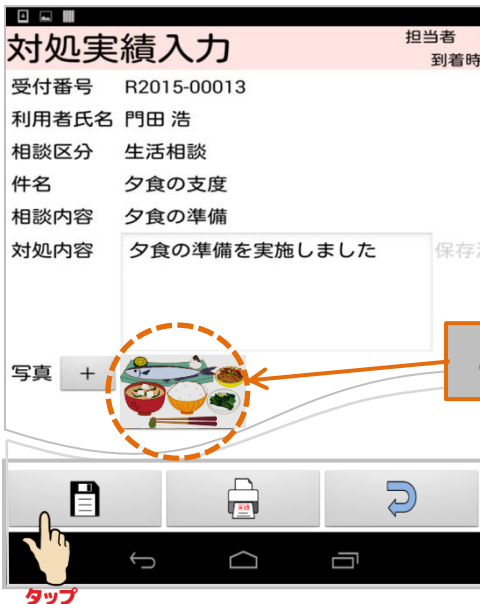 対処実績入力
担当者
到着時
受付番号 R2015-00013
利用者氏名 門田 浩
相談区分 生活相談
件名 夕食の支度
相談内容 夕食の準備
対処内容 夕食の準備を実施しました
保存済
写真 +
実績
タップ